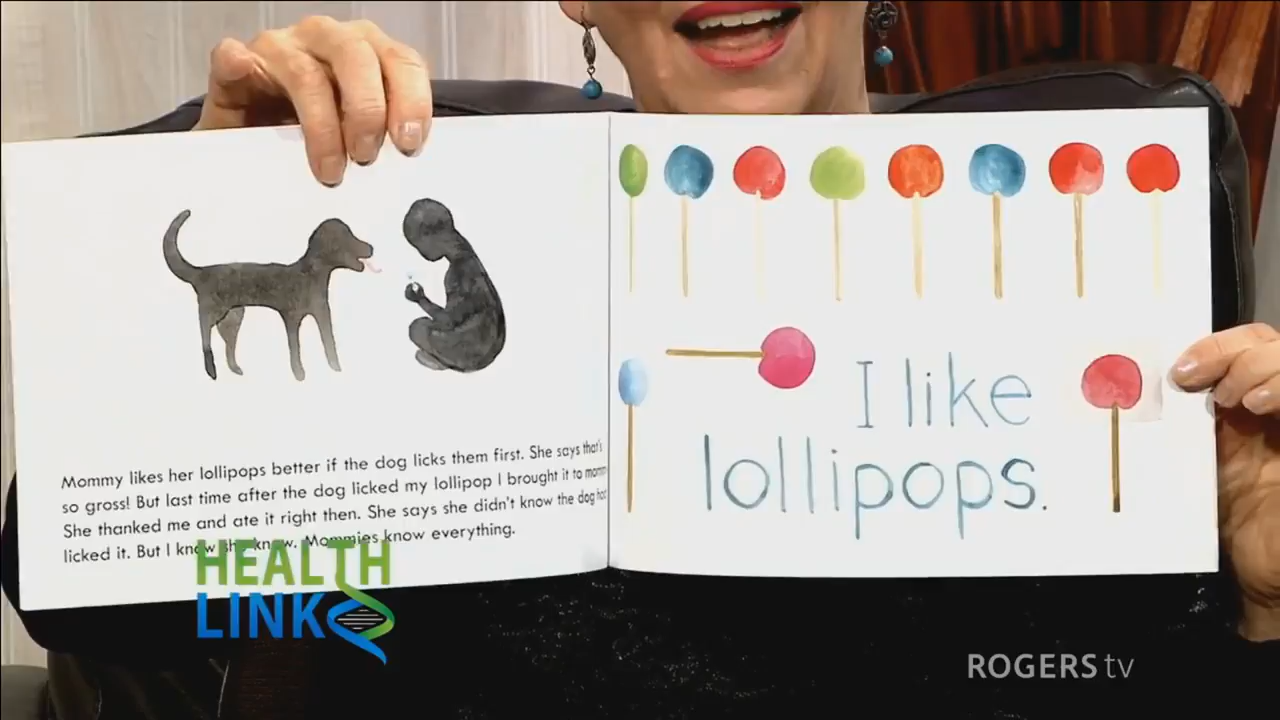 Mommy likes her lollipops better if the dog licks them first. She says that's
so gross! But last time after the dog licked my lollipop I brought it to
She thanked me and ate it right then. She says she didn't know the dog
licked it. But I know she knew. Mommies know everything.
I like
lollipops.
HEALTH
LINK
ROGERS tv